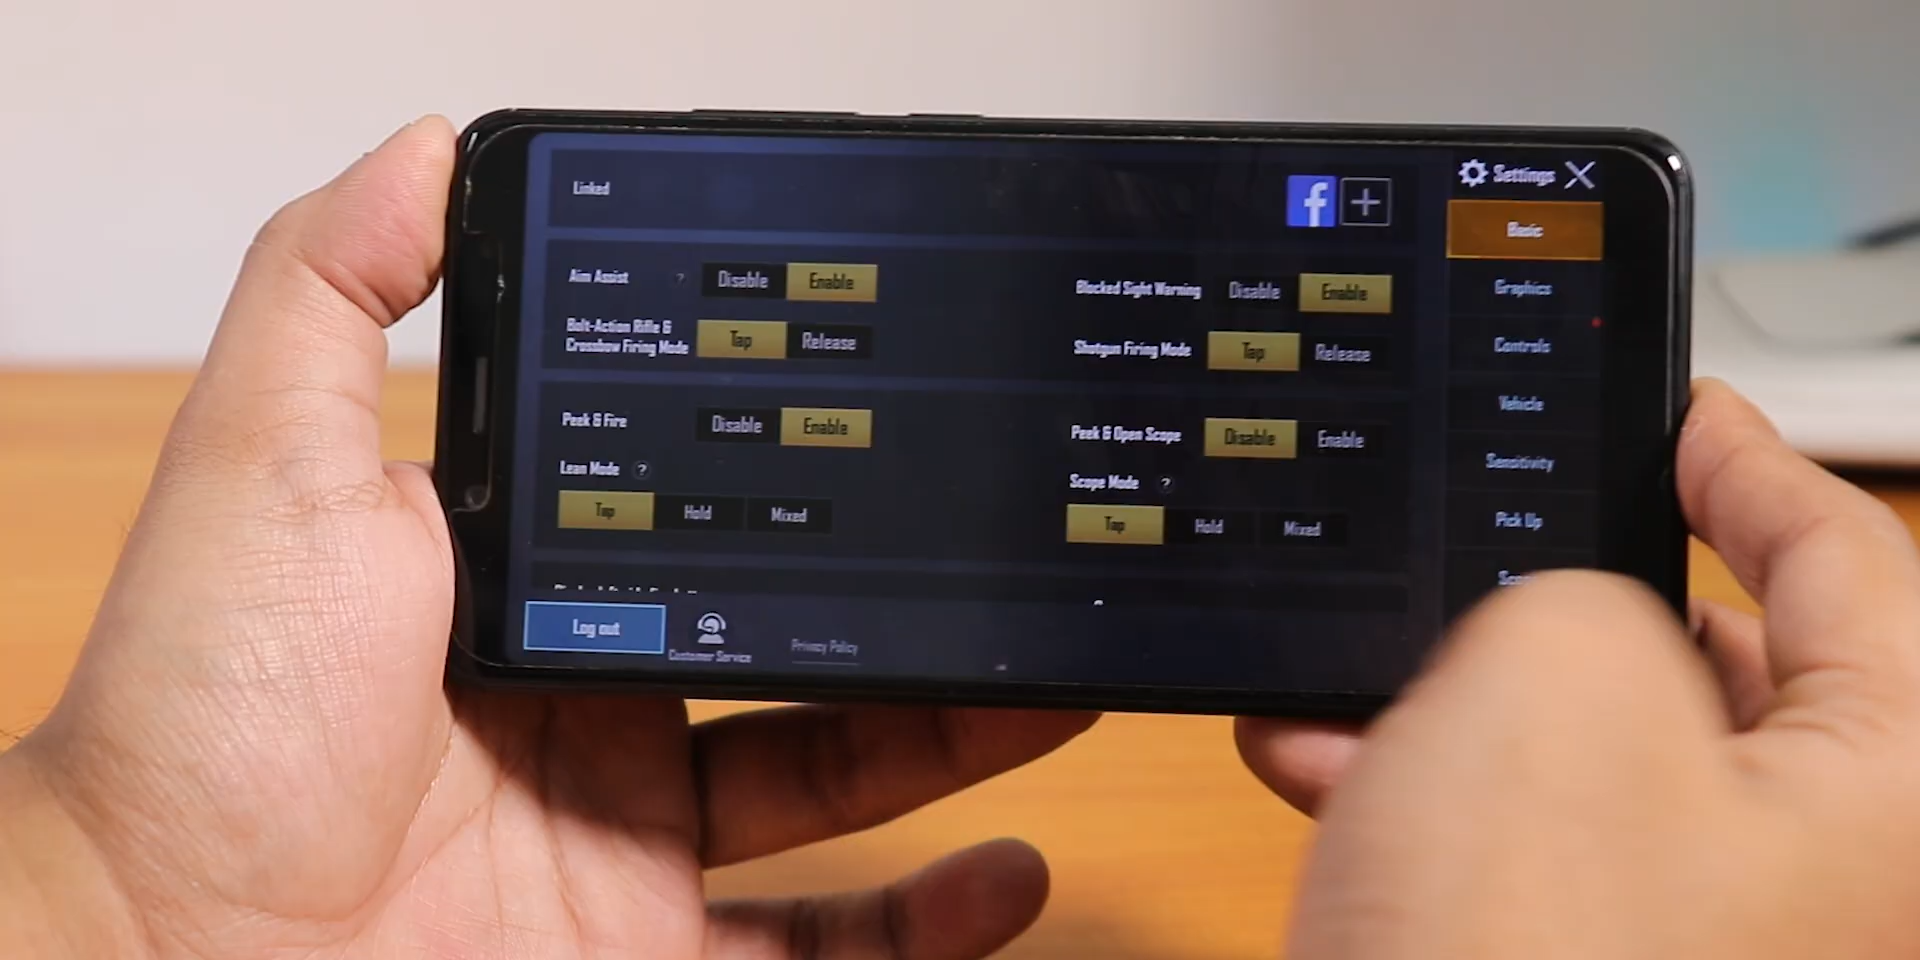 Linked
f
Settings
Basic
Aim Assist ? Disable Enable
Blocked Sight Warning Disable Enable
Graphics
Bolt-Action Rifle &
Crossbow Firing Mode Tap Release
Shotgun Firing Mode Tap Release
Controls
Peek & Fire Disable Enable
Peek & Open Scope Disable Enable
Vehicle
Lean Mode ?
Scope Mode ?
Sensitivity
Tap Hold Mixed
Tap Hold Mixed
Pick Up
Log out
Customer Service
Privacy Policy